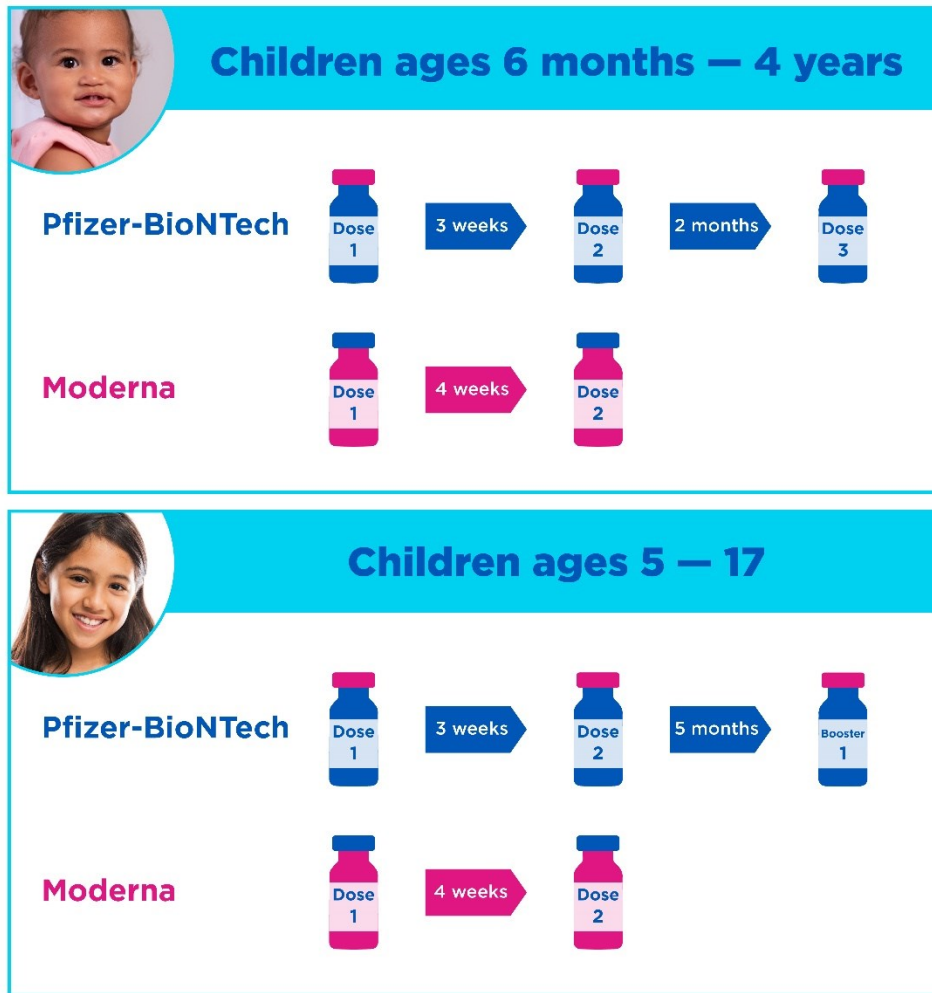 Children ages 6 months — 4 years
Pfizer-BioNTech
Dose
1
3 weeks
Dose
2
2 months
Dose
3
Moderna
Dose
1
4 weeks
Dose
2
Children ages 5 — 17
Pfizer-BioNTech
Dose
1
3 weeks
Dose
2
5 months
Booster
1
Moderna
Dose
1
4 weeks
Dose
2